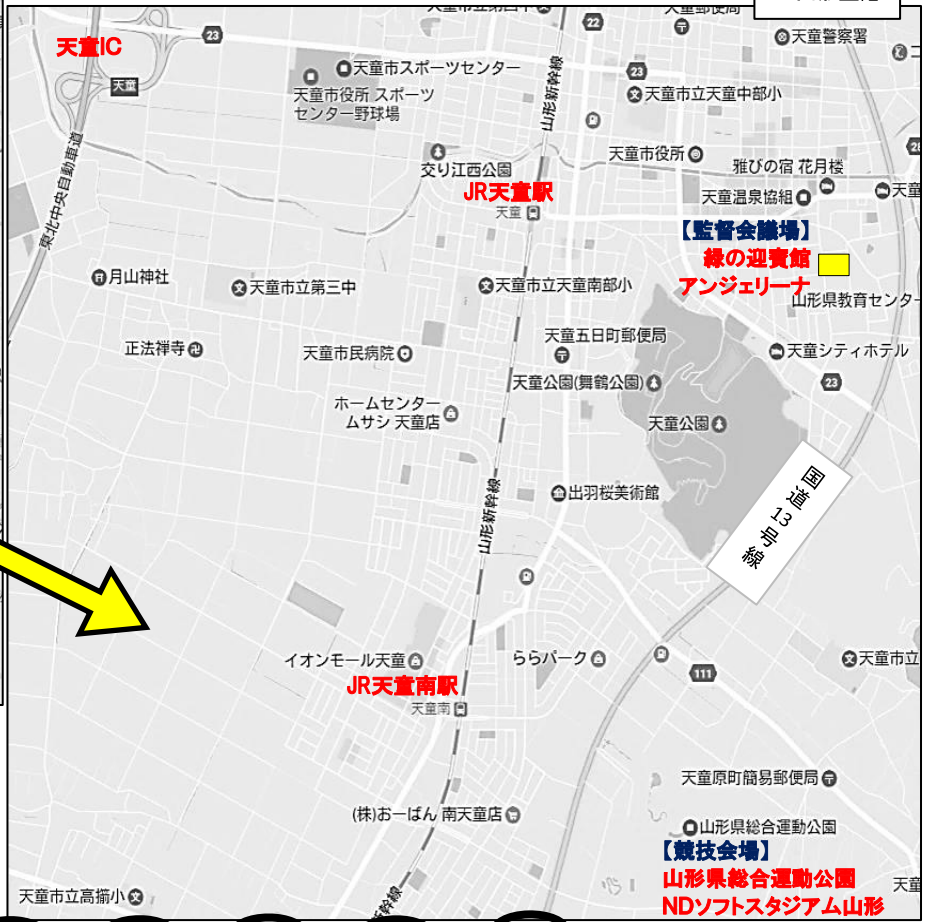 22
天童警察署
23
天童IC
天童
天童市スポーツセンター
天童市役所 スポーツ
センター野球場
山形新幹線
23
天童市立天童中部小
天童市役所
交り江西公園
雅びの宿 花月楼
JR天童駅
天童
天童温泉協組
天童
東北中央自動車道
【監督会議場】
緑の迎賓館
アンジェリーナ
月山神社
天童市立第三中
天童市立天童南部小
山形県教育センター
正法禅寺
天童市民病院
天童五日町郵便局
天童シティホテル
天童公園(舞鶴公園)
23
ホームセンター
ムサシ 天童店
天童公園
出羽桜美術館
山形新幹線
国道13号線
イオンモール天童
ららパーク
天童市立
JR天童南駅
111
天童南
天童原町簡易郵便局
(株)おーばん 南天童店
山形県総合運動公園
【競技会場】
山形県総合運動公園
NDソフトスタジアム山形
天童市立高擶小
天童
幹線